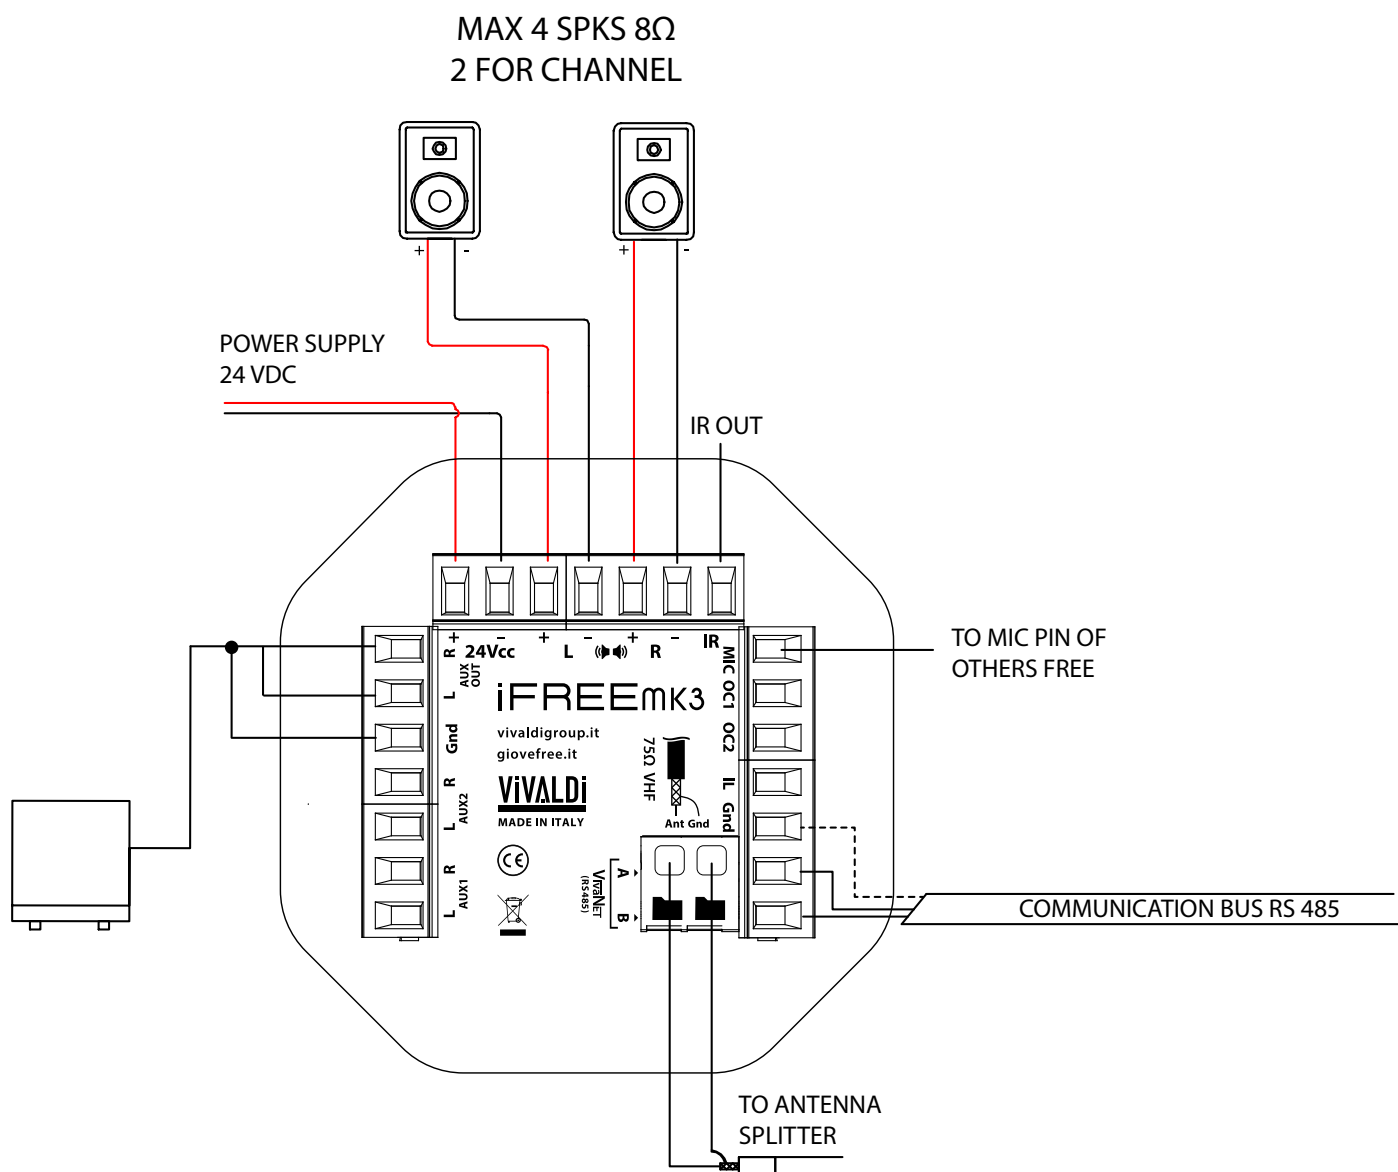 MAX 4 SPKS 8Ω
2 FOR CHANNEL
+ -
+ -
POWER SUPPLY
24 VDC
IR OUT
+ − + − + −
24Vcc L R IR
R
L
AUX
OUT
Gnd
R
L
AUX2
R
L
AUX1
iFREEmk3
vivaldigroup.it
giovefree.it
ViVALDi
MADE IN ITALY
CE
75Ω VHF
Ant Gnd
VivaNet
(RS485)
A
B
MIC
OC1
OC2
IL
Gnd
TO MIC PIN OF
OTHERS FREE
COMMUNICATION BUS RS 485
TO ANTENNA
SPLITTER